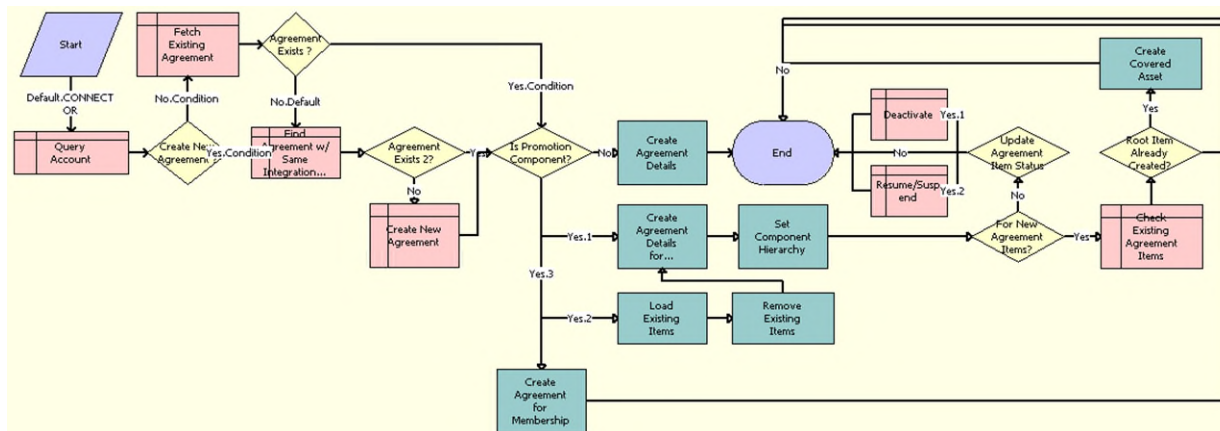 Start
Default.CONNECT
OR
Query
Account
Fetch
Existing
Agreement
No.Condition
Create New
Agreement
Yes.Condition
Agreement
Exists ?
No.Default
Find
Agreement w/
Same
Integration...
Yes.Condition
Agreement
Exists 2?
Yes
No
Create New
Agreement
Is Promotion
Component?
No
Create
Agreement
Details
End
No
Yes.1
Create
Agreement
Details
for...
Set
Component
Hierarchy
Yes.3
Yes.2
Load
Existing
Items
Remove
Existing
Items
Create
Agreement
for
Membership
Deactivate
Yes.1
No
Resume/Susp
end
Yes.2
Update
Agreement
Item Status
No
For New
Agreement
Items?
Yes
Check
Existing
Agreement
Items
Root Item
Already
Created?
Yes
Create
Covered
Asset